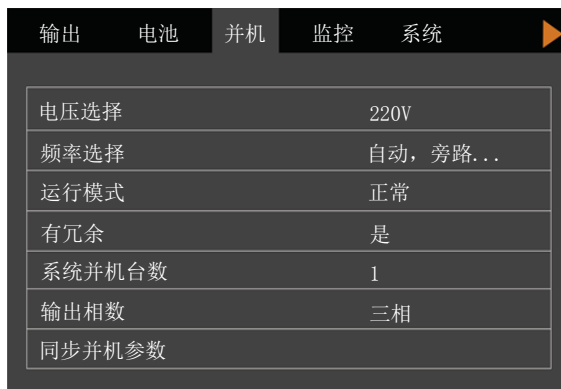 输出 电池 并机 监控 系统
电压选择 220V
频率选择 自动，旁路...
运行模式 正常
有冗余 是
系统并机台数 1
输出相数 三相
同步并机参数